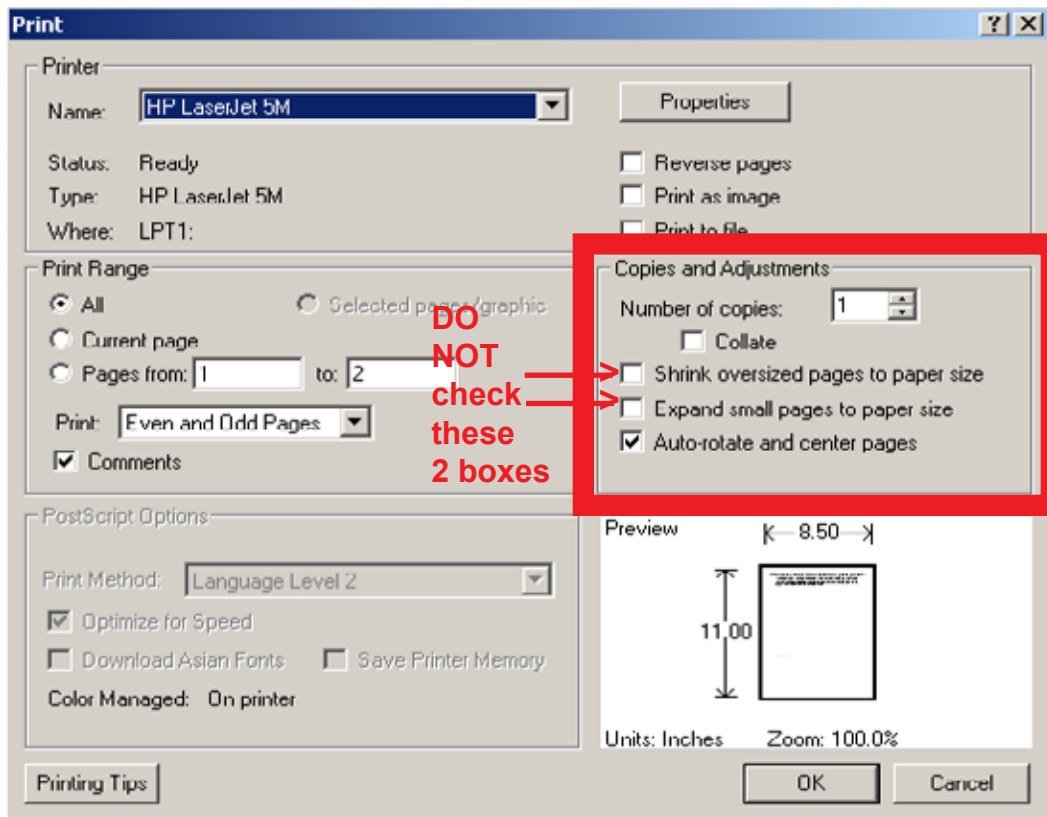 Print
Printer
Name: HP LaserJet 5M
Properties
Status: Ready
Reverse pages
Type: HP LaserJet 5M
Print as image
Where: LPT1:
Print to file
Print Range
All
Selected pages/graphic
Current page
Pages from: 1 to: 2
Print: Even and Odd Pages
Comments
DO
NOT
check
these
2 boxes
Copies and Adjustments
Number of copies: 1
Collate
Shrink oversized pages to paper size
Expand small pages to paper size
Auto-rotate and center pages
PostScript Options
Print Method: Language Level 2
Optimize for Speed
Download Asian Fonts Save Printer Memory
Color Managed: On printer
Preview
8.50
11.00
Units: Inches Zoom: 100.0%
Printing Tips
OK
Cancel